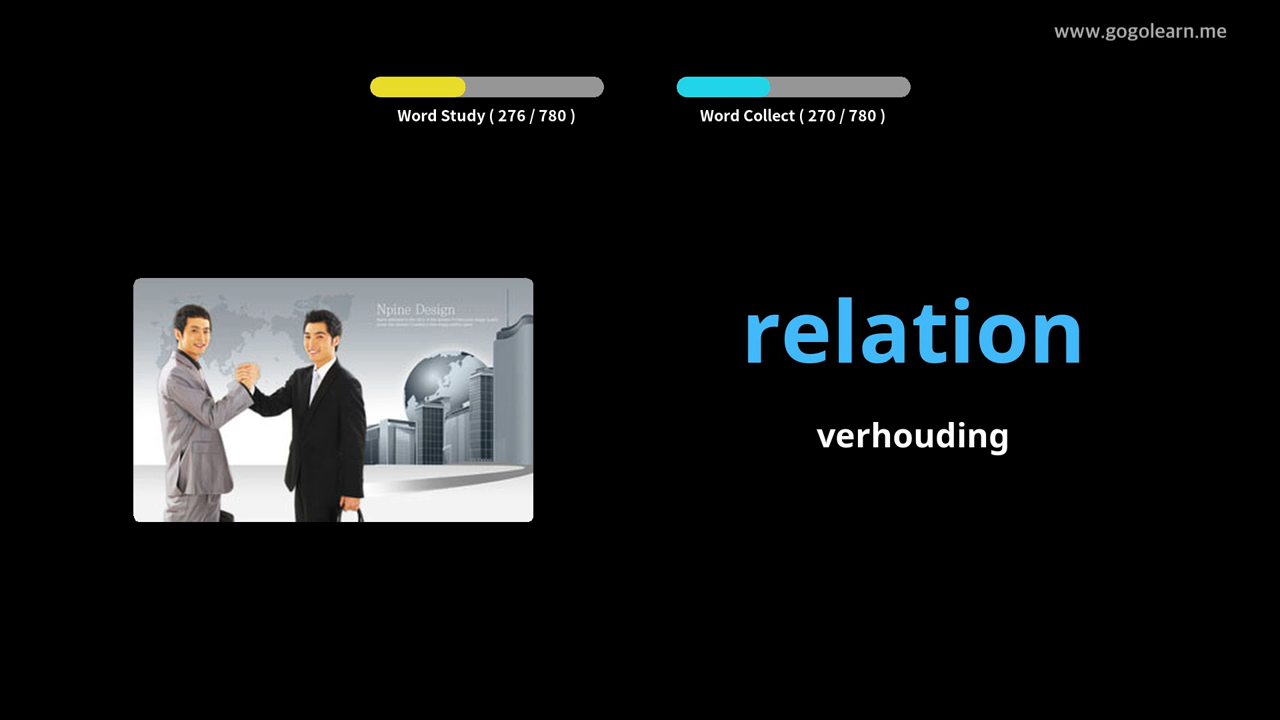 www.gogolearn.me
Word Study ( 276 / 780 )
Word Collect ( 270 / 780 )
Npine Design
relation
verhouding